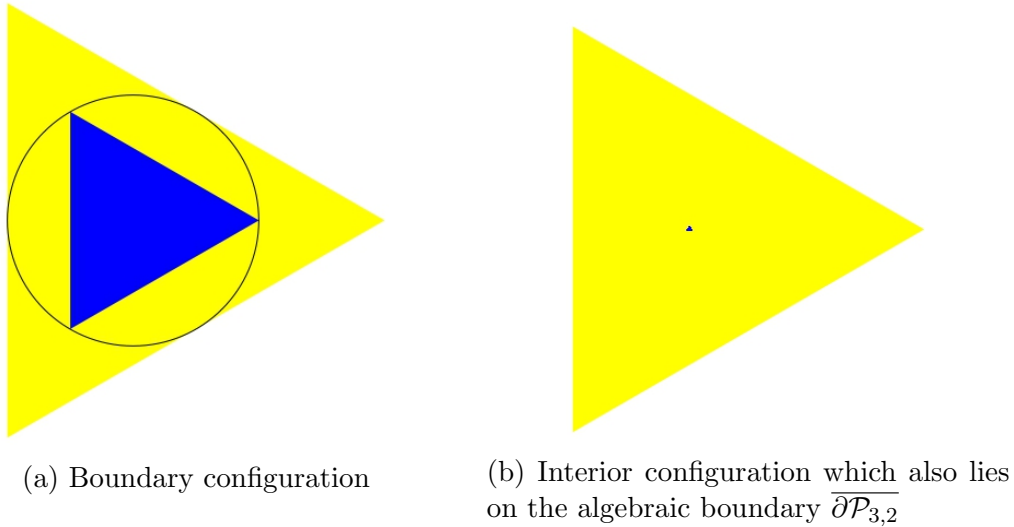 (a) Boundary configuration
(b) Interior configuration which also lies
on the algebraic boundary $\overline{\partial \mathcal{P}_{3,2}}$